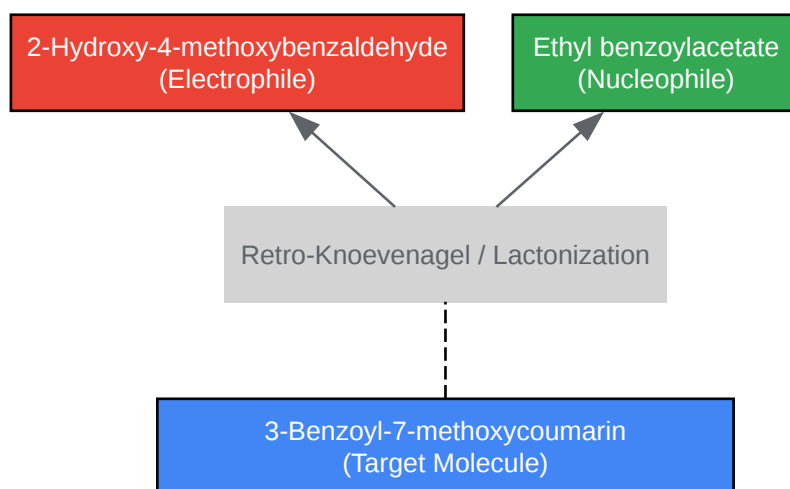 2-Hydroxy-4-methoxybenzaldehyde
(Electrophile)
Ethyl benzoylacetate
(Nucleophile)
Retro-Knoevenagel / Lactonization
3-Benzoyl-7-methoxycoumarin
(Target Molecule)